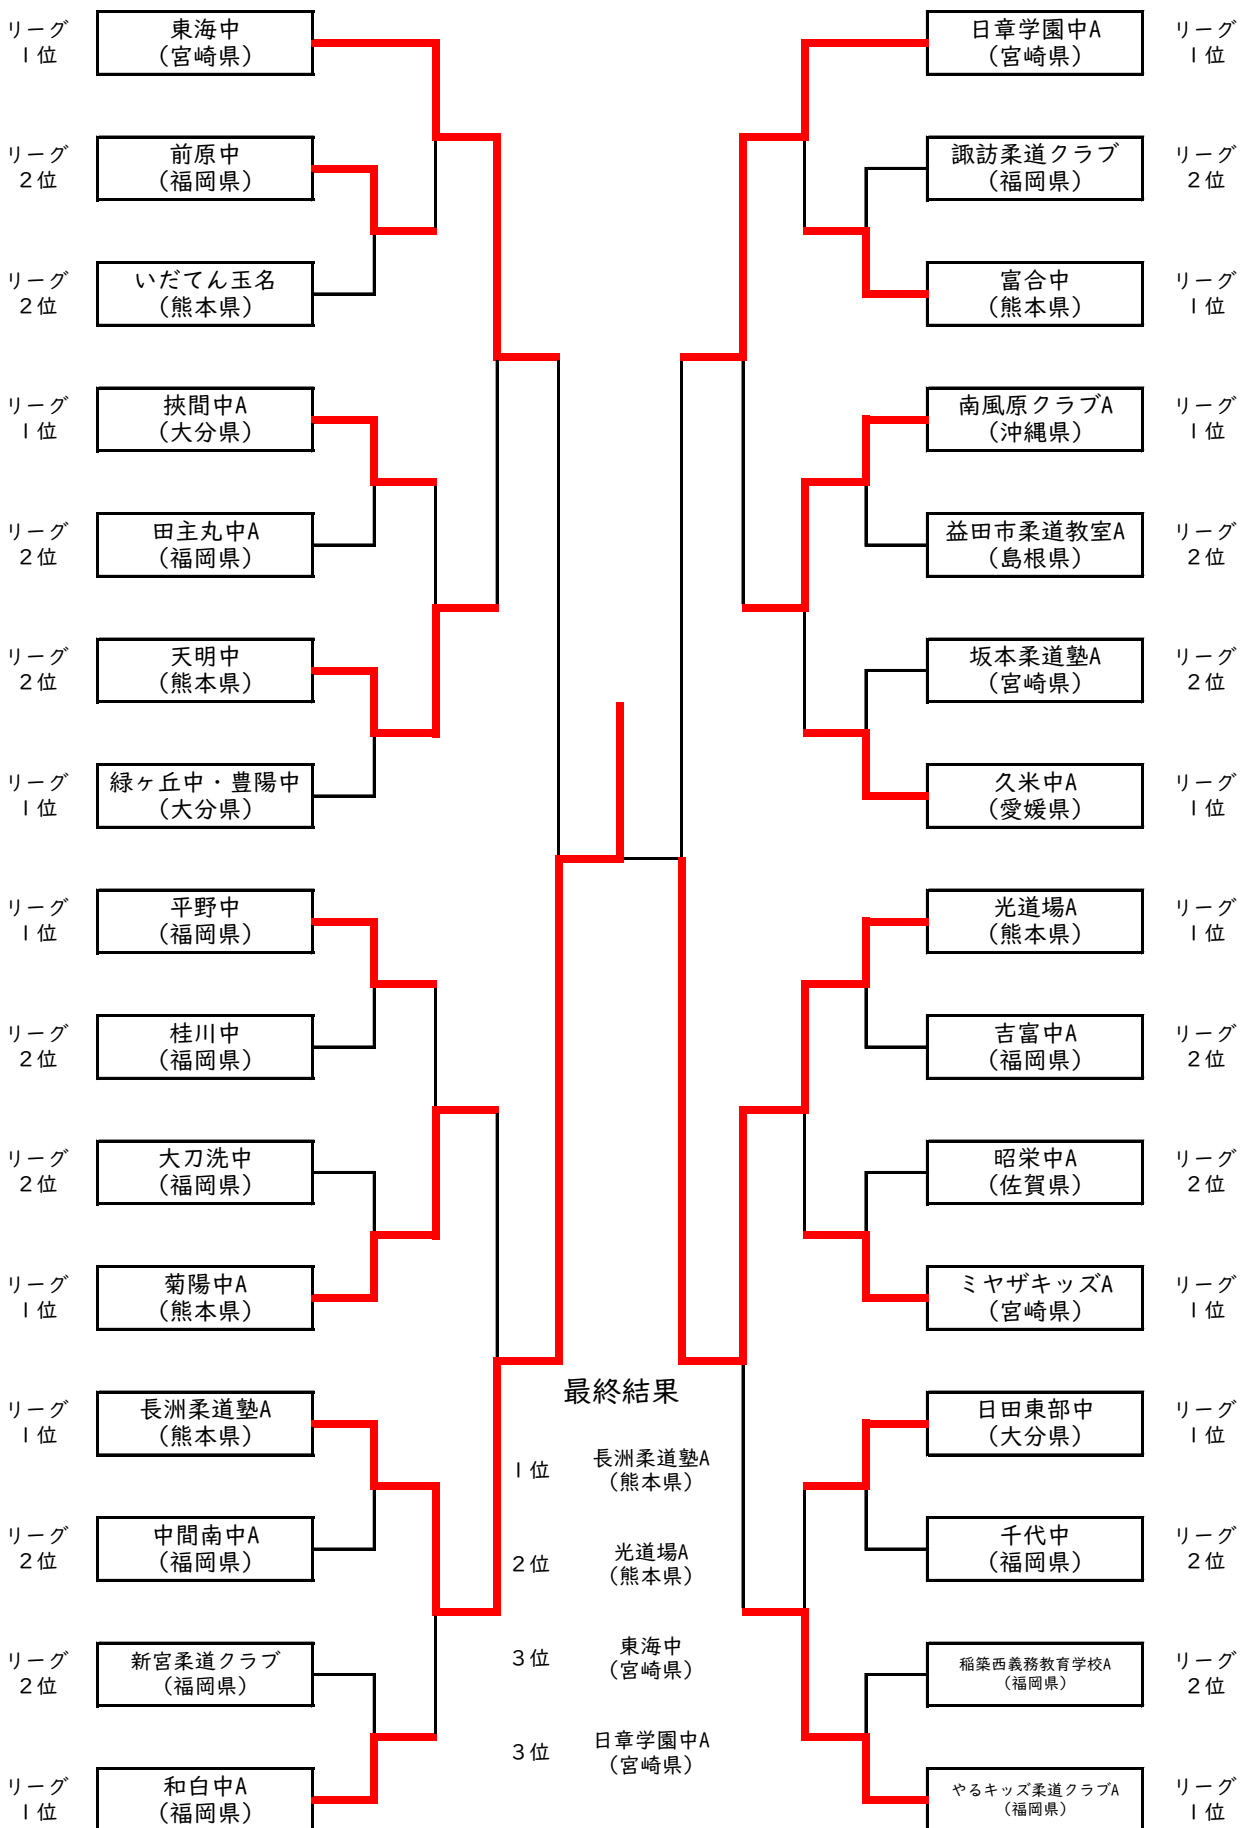 リーグ
1位
東海中
(宮崎県)
リーグ
2位
前原中
(福岡県)
リーグ
2位
いだてん玉名
(熊本県)
リーグ
1位
挾間中A
(大分県)
リーグ
2位
田主丸中A
(福岡県)
リーグ
2位
天明中
(熊本県)
リーグ
1位
緑ヶ丘中・豊陽中
(大分県)
リーグ
1位
平野中
(福岡県)
リーグ
2位
桂川中
(福岡県)
リーグ
2位
大刀洗中
(福岡県)
リーグ
1位
菊陽中A
(熊本県)
リーグ
1位
長洲柔道塾A
(熊本県)
リーグ
2位
中間南中A
(福岡県)
リーグ
2位
新宮柔道クラブ
(福岡県)
リーグ
1位
和白中A
(福岡県)
日章学園中A
(宮崎県)
リーグ
1位
諏訪柔道クラブ
(福岡県)
リーグ
2位
富合中
(熊本県)
リーグ
1位
南風原クラブA
(沖縄県)
リーグ
1位
益田市柔道教室A
(島根県)
リーグ
2位
坂本柔道塾A
(宮崎県)
リーグ
2位
久米中A
(愛媛県)
リーグ
1位
光道場A
(熊本県)
リーグ
1位
吉富中A
(福岡県)
リーグ
2位
昭栄中A
(佐賀県)
リーグ
2位
ミヤザキッズA
(宮崎県)
リーグ
1位
日田東部中
(大分県)
リーグ
1位
千代中
(福岡県)
リーグ
2位
稲築西義務教育学校A
(福岡県)
リーグ
2位
やるキッズ柔道クラブA
(福岡県)
リーグ
1位
最終結果
1位
長洲柔道塾A
(熊本県)
2位
光道場A
(熊本県)
3位
東海中
(宮崎県)
3位
日章学園中A
(宮崎県)